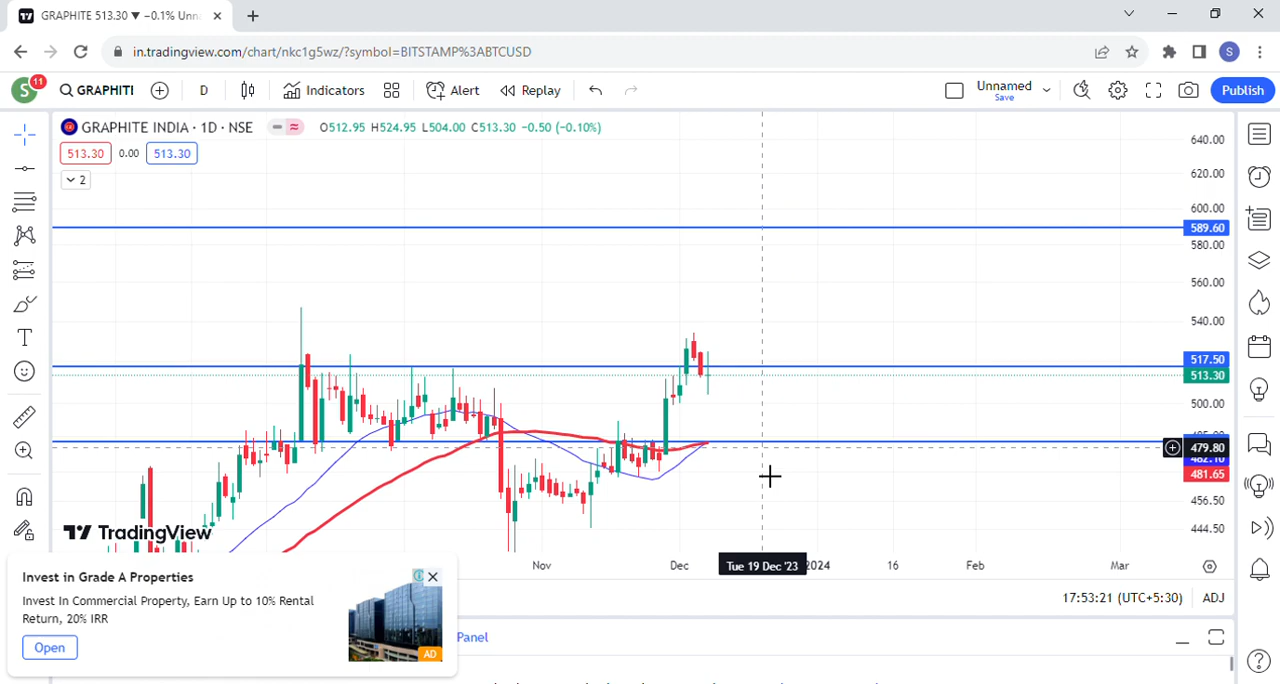 GRAPHITE 513.30 ▼ −0.1% Unn
in.tradingview.com/chart/nkc1g5wz/?symbol=BITSTAMP%3ABTCUSD
S
S 11 GRAPHITE D Indicators Alert Replay Unnamed Save Publish
GRAPHITE INDIA · 1D · NSE O512.95 H524.95 L504.00 C513.30 −0.50 (−0.10%)
513.30 0.00 513.30
2
640.00
620.00
600.00
589.60
580.00
560.00
540.00
517.50
513.30
500.00
479.80
481.65
456.50
444.50
TradingView
Nov Dec Tue 19 Dec '23 2024 16 Feb Mar
17:53:21 (UTC+5:30) ADJ
Invest in Grade A Properties
Invest In Commercial Property, Earn Up to 10% Rental
Return, 20% IRR
Open
AD
Panel